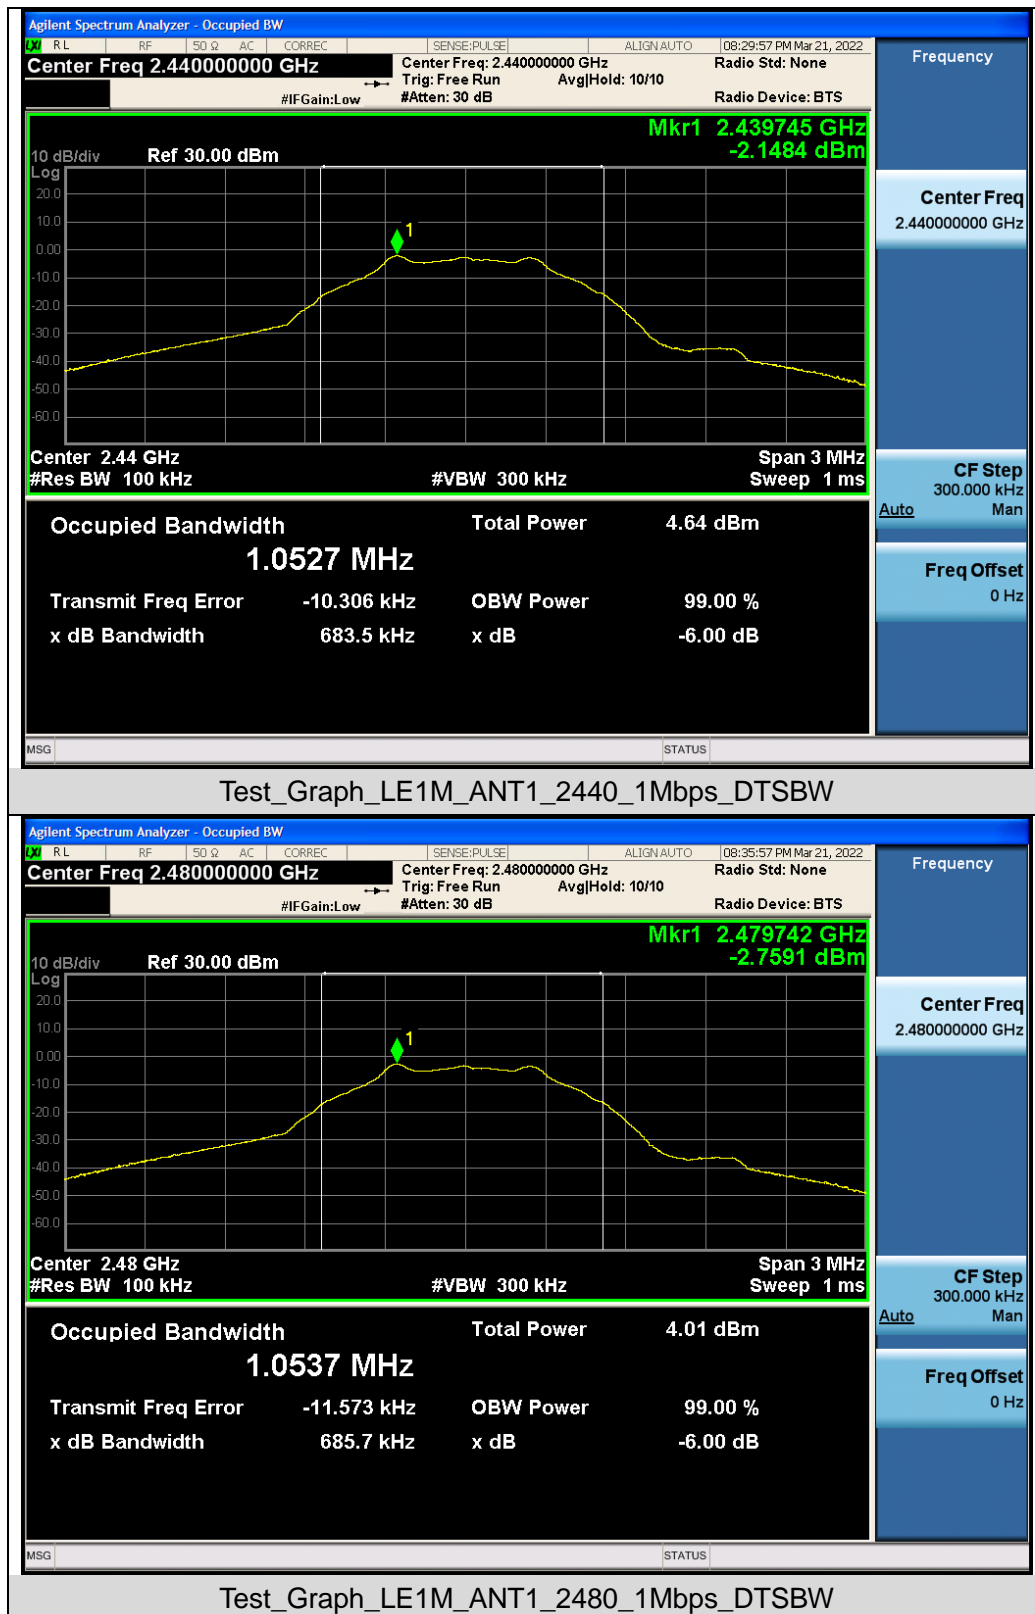 Agilent Spectrum Analyzer - Occupied BW
LXI RL RF 50 Ω AC CORREC SENSE:PULSE ALIGN AUTO 08:29:57 PM Mar 21, 2022
Center Freq 2.440000000 GHz Center Freq: 2.440000000 GHz Radio Std: None
Trig: Free Run Avg|Hold: 10/10
#IFGain:Low #Atten: 30 dB Radio Device: BTS
Frequency
Mkr1 2.439745 GHz
-2.1484 dBm
10 dB/div Ref 30.00 dBm
Log
20.0
10.0
0.00
-10.0
-20.0
-30.0
-40.0
-50.0
-60.0
1
Center 2.44 GHz Span 3 MHz
#Res BW 100 kHz #VBW 300 kHz Sweep 1 ms
Center Freq
2.440000000 GHz
CF Step
300.000 kHz
Auto Man
Freq Offset
0 Hz
Occupied Bandwidth Total Power 4.64 dBm
1.0527 MHz
Transmit Freq Error -10.306 kHz OBW Power 99.00 %
x dB Bandwidth 683.5 kHz x dB -6.00 dB
MSG STATUS
Test_Graph_LE1M_ANT1_2440_1Mbps_DTSBW
Agilent Spectrum Analyzer - Occupied BW
LXI RL RF 50 Ω AC CORREC SENSE:PULSE ALIGN AUTO 08:35:57 PM Mar 21, 2022
Center Freq 2.480000000 GHz Center Freq: 2.480000000 GHz Radio Std: None
Trig: Free Run Avg|Hold: 10/10
#IFGain:Low #Atten: 30 dB Radio Device: BTS
Frequency
Mkr1 2.479742 GHz
-2.7591 dBm
10 dB/div Ref 30.00 dBm
Log
20.0
10.0
0.00
-10.0
-20.0
-30.0
-40.0
-50.0
-60.0
1
Center 2.48 GHz Span 3 MHz
#Res BW 100 kHz #VBW 300 kHz Sweep 1 ms
Center Freq
2.480000000 GHz
CF Step
300.000 kHz
Auto Man
Freq Offset
0 Hz
Occupied Bandwidth Total Power 4.01 dBm
1.0537 MHz
Transmit Freq Error -11.573 kHz OBW Power 99.00 %
x dB Bandwidth 685.7 kHz x dB -6.00 dB
MSG STATUS
Test_Graph_LE1M_ANT1_2480_1Mbps_DTSBW